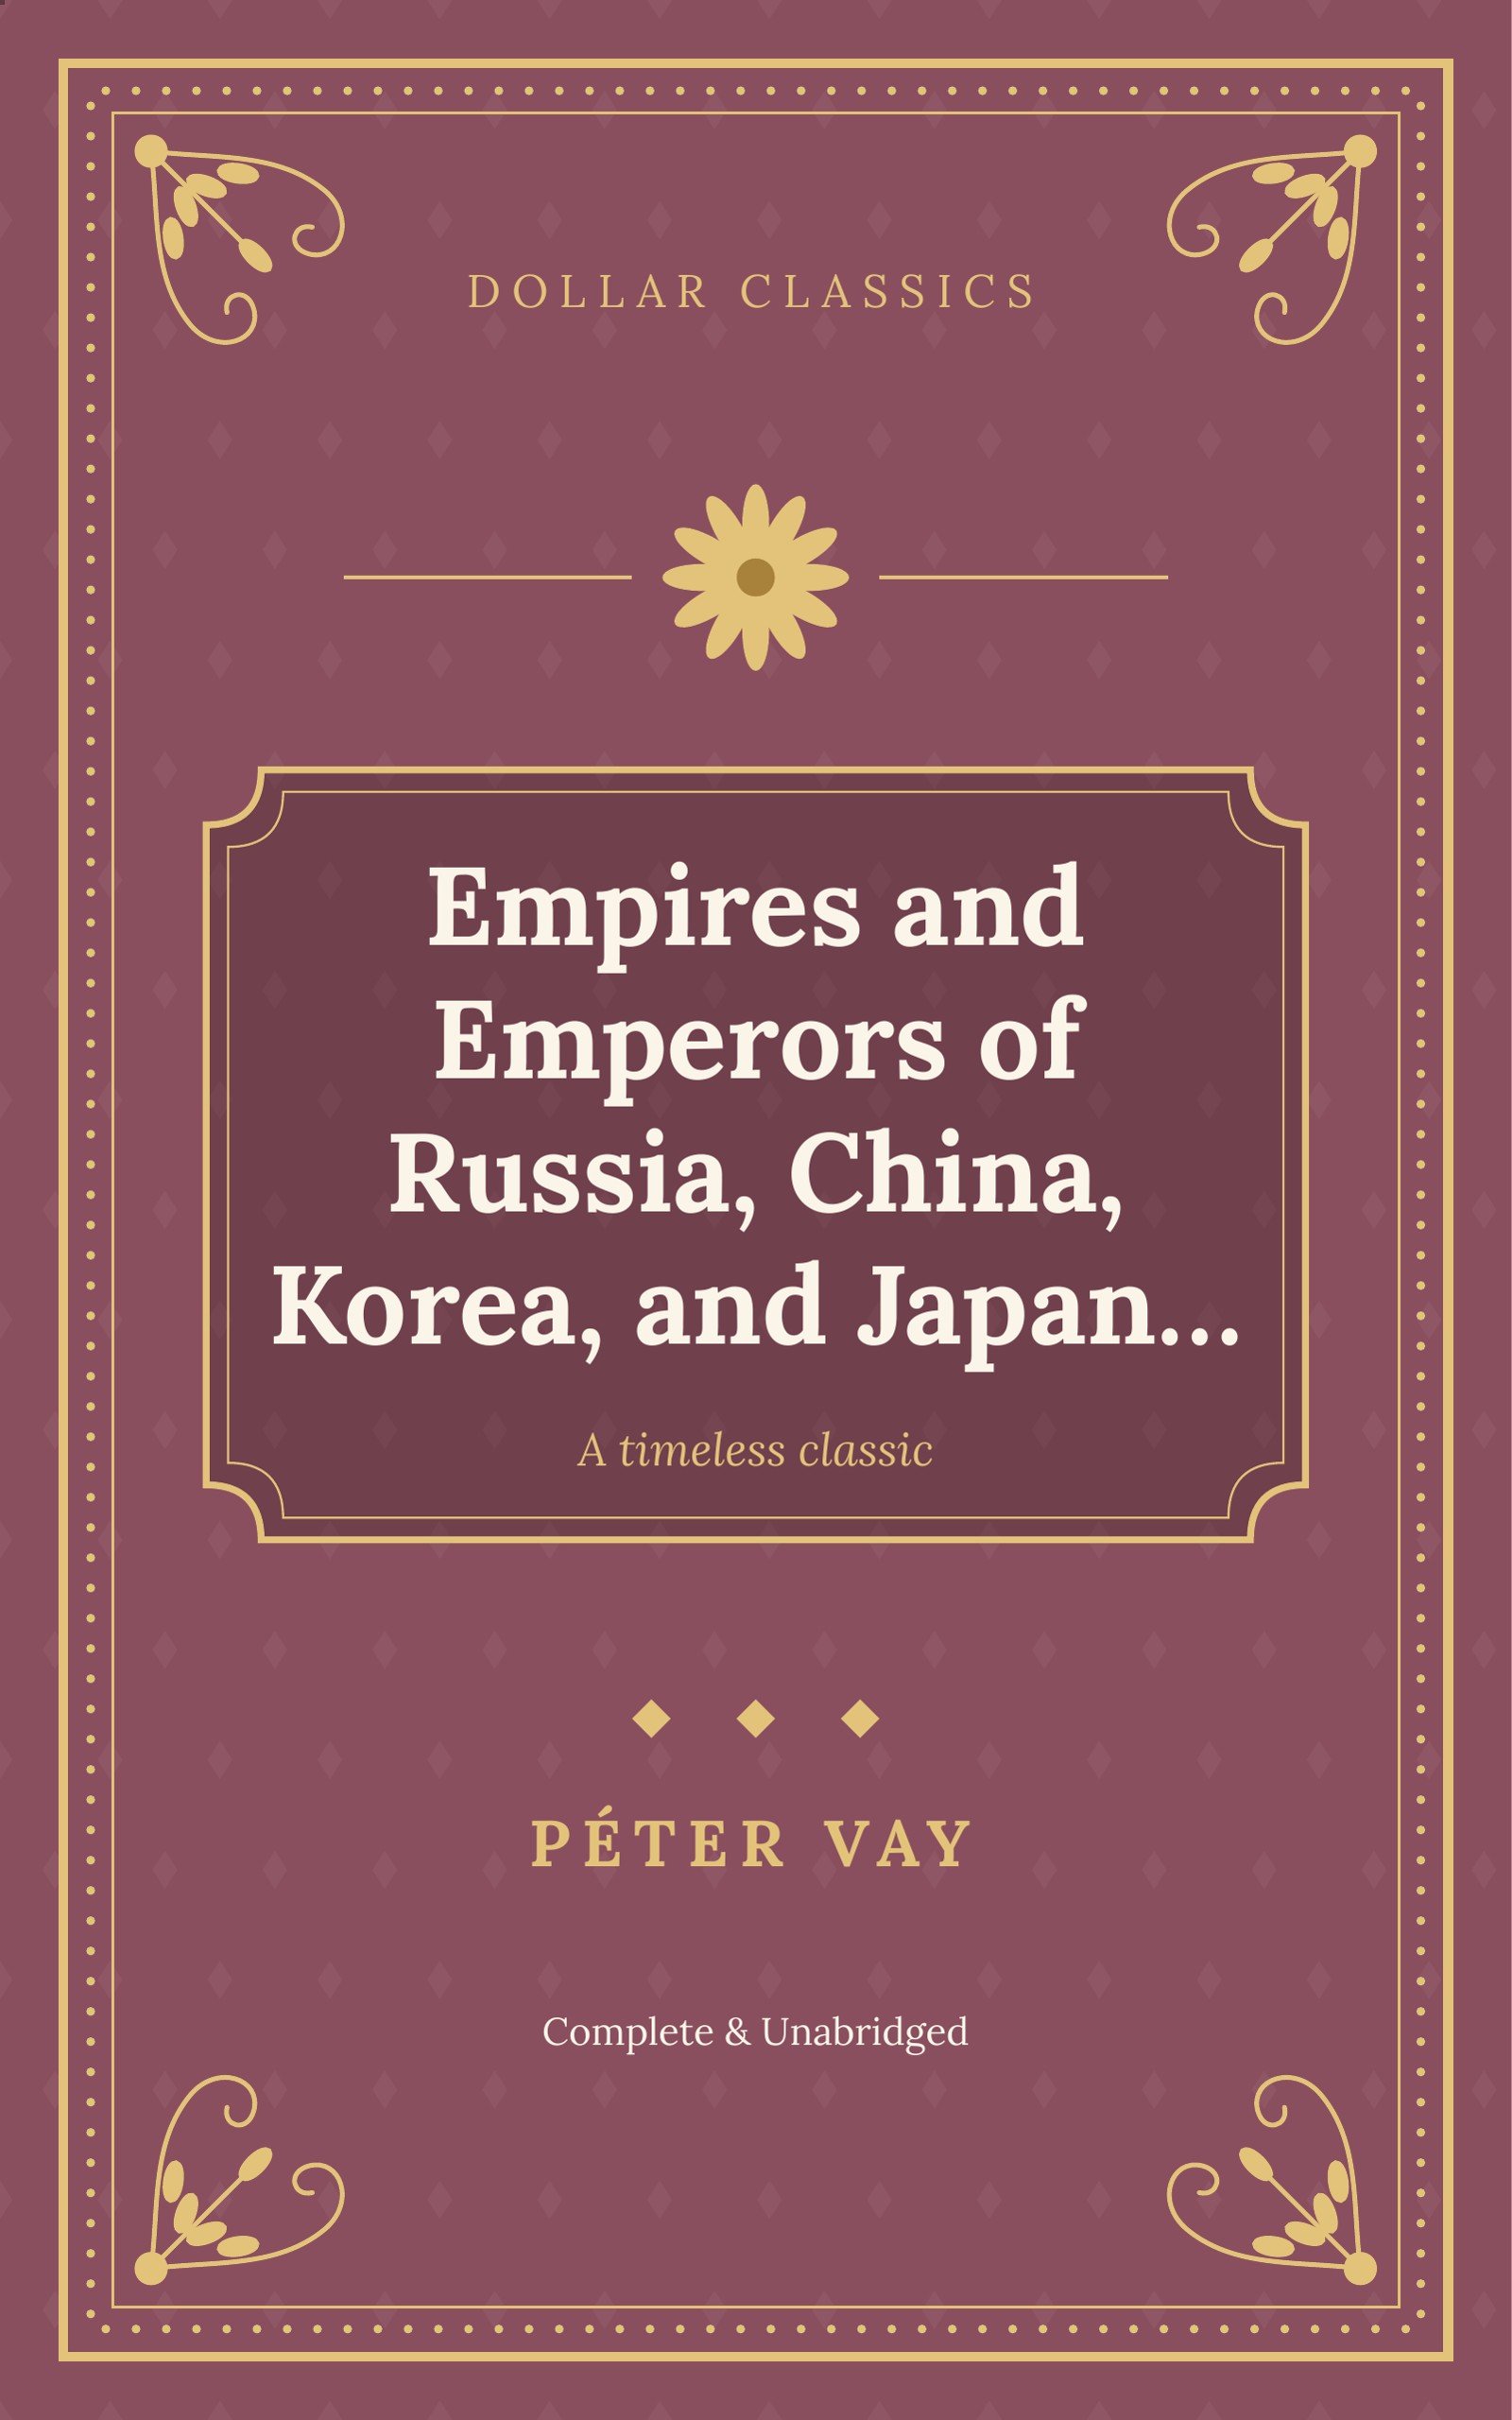 DOLLAR CLASSICS
Empires and
Emperors of
Russia, China,
Korea, and Japan...
A timeless classic
PÉTER VAY
Complete & Unabridged